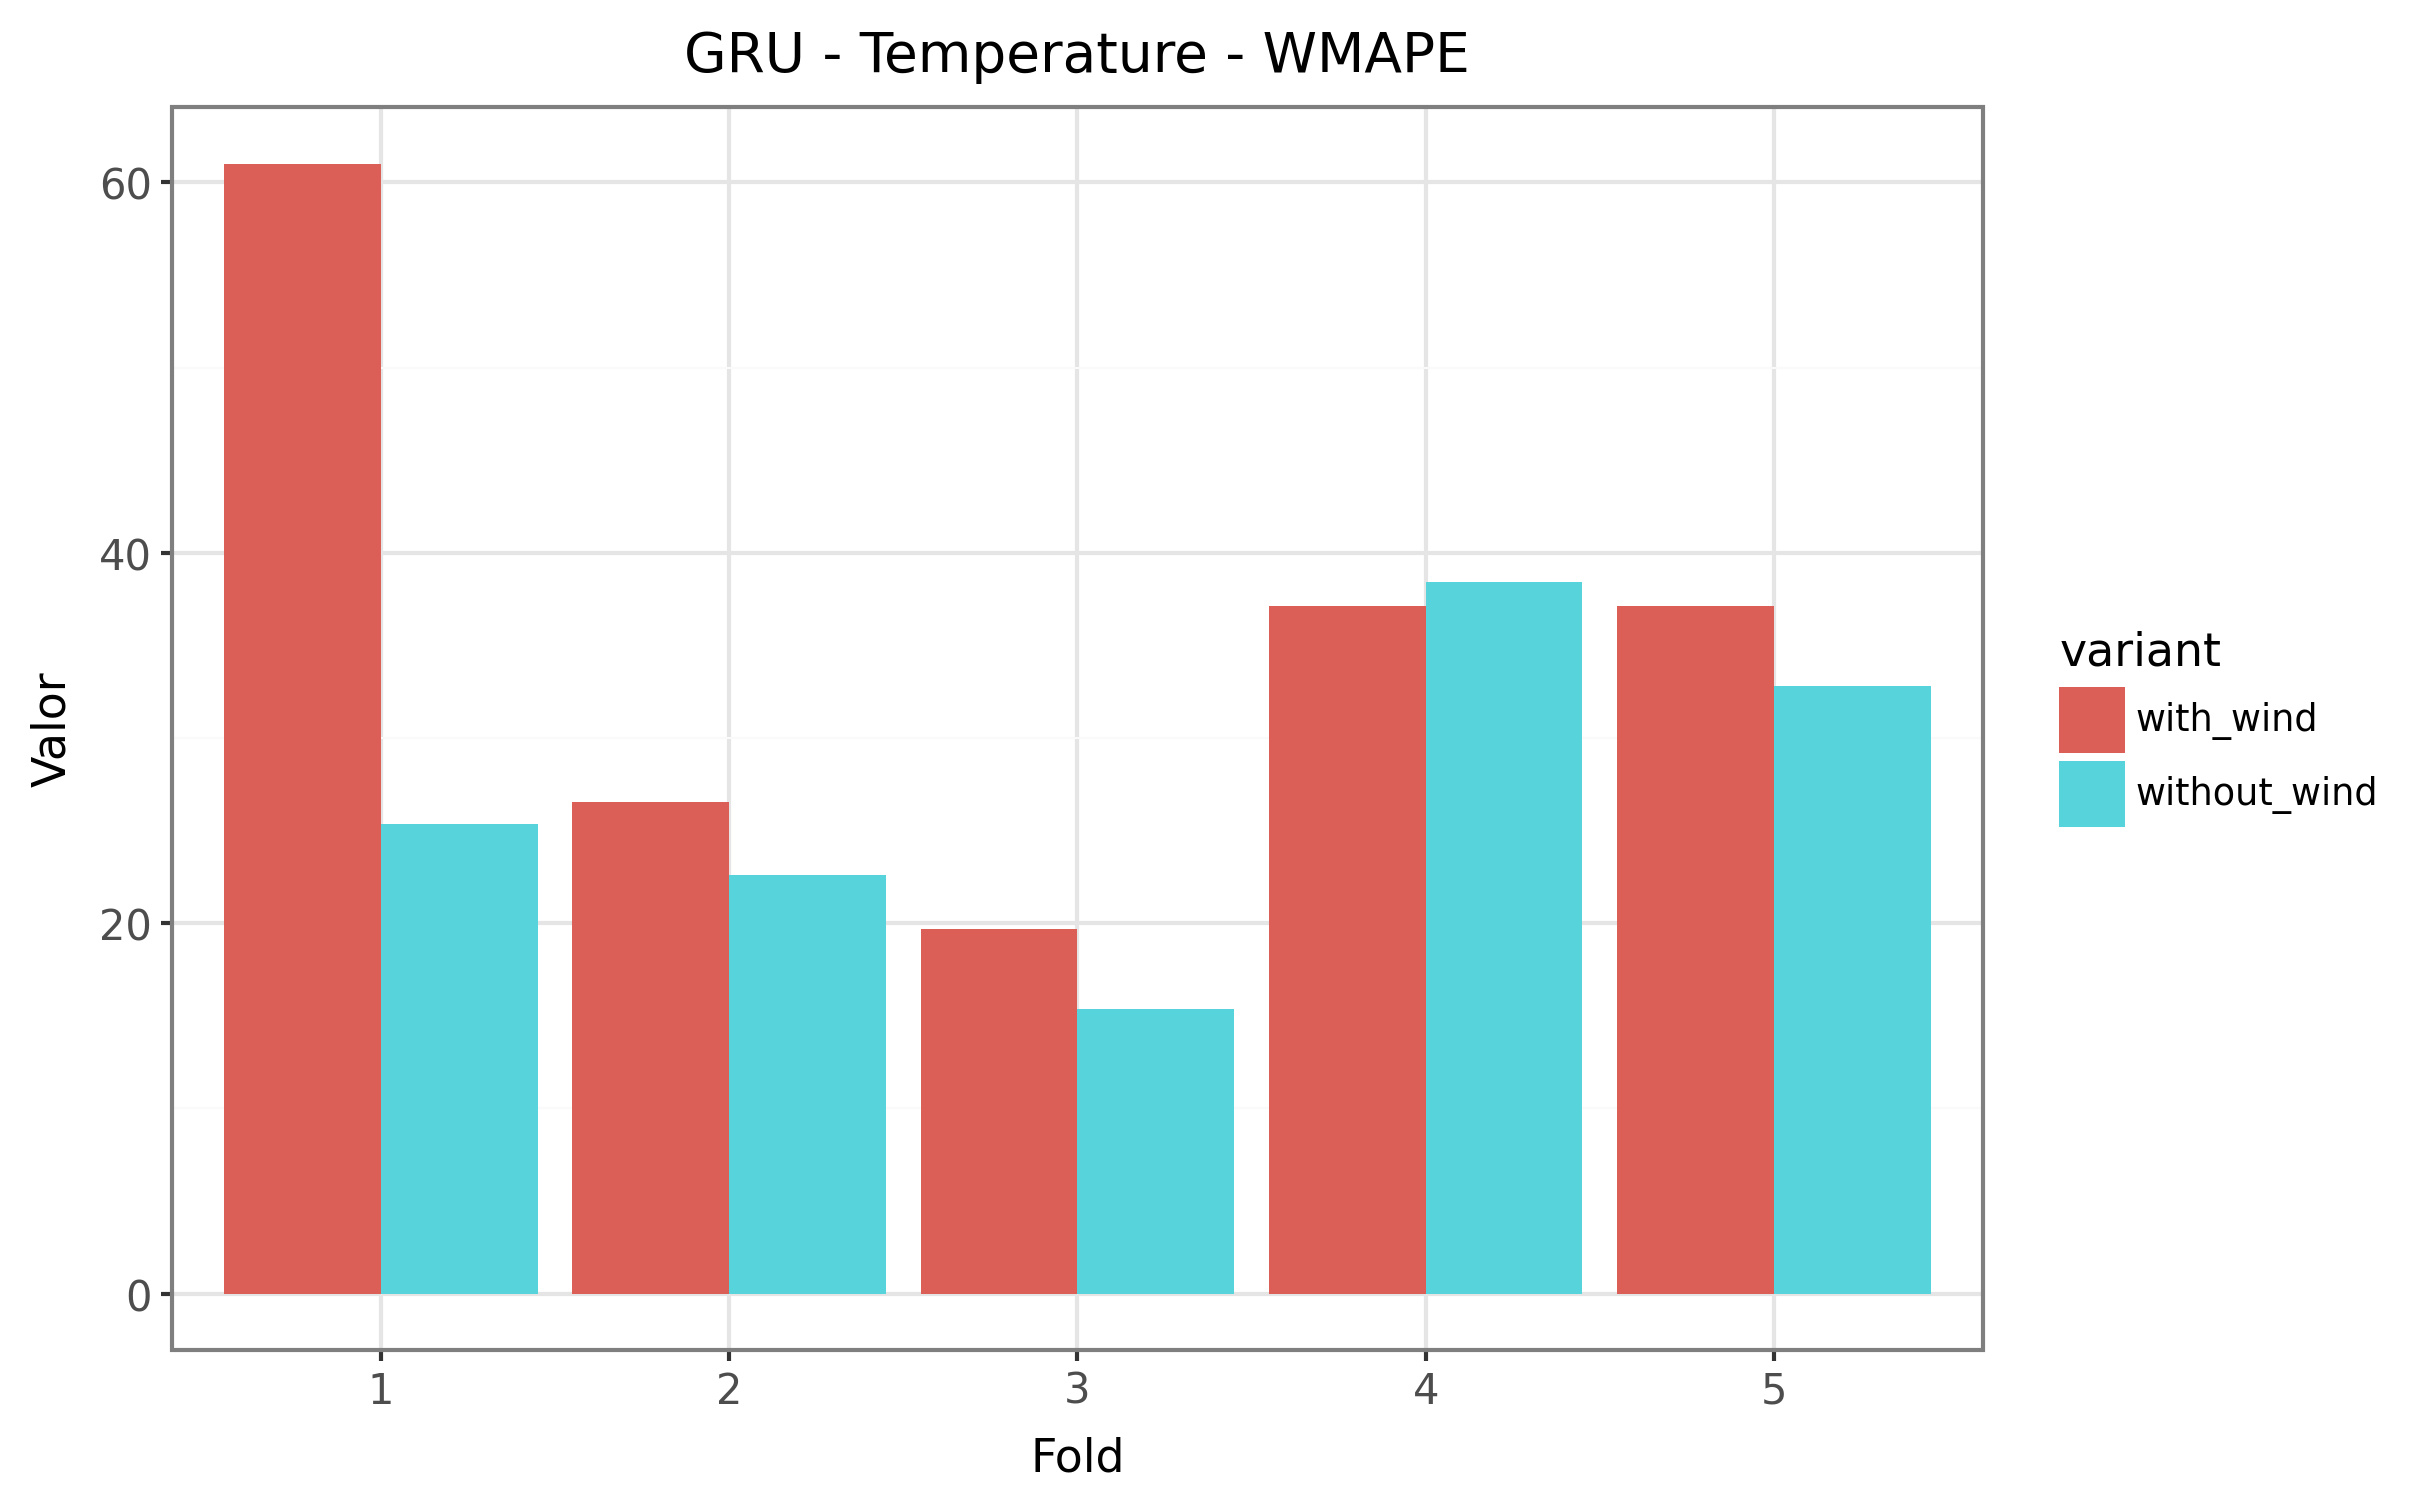 GRU - Temperature - WMAPE
Valor
60
40
20
0
1 2 3 4 5
Fold
variant
with_wind
without_wind